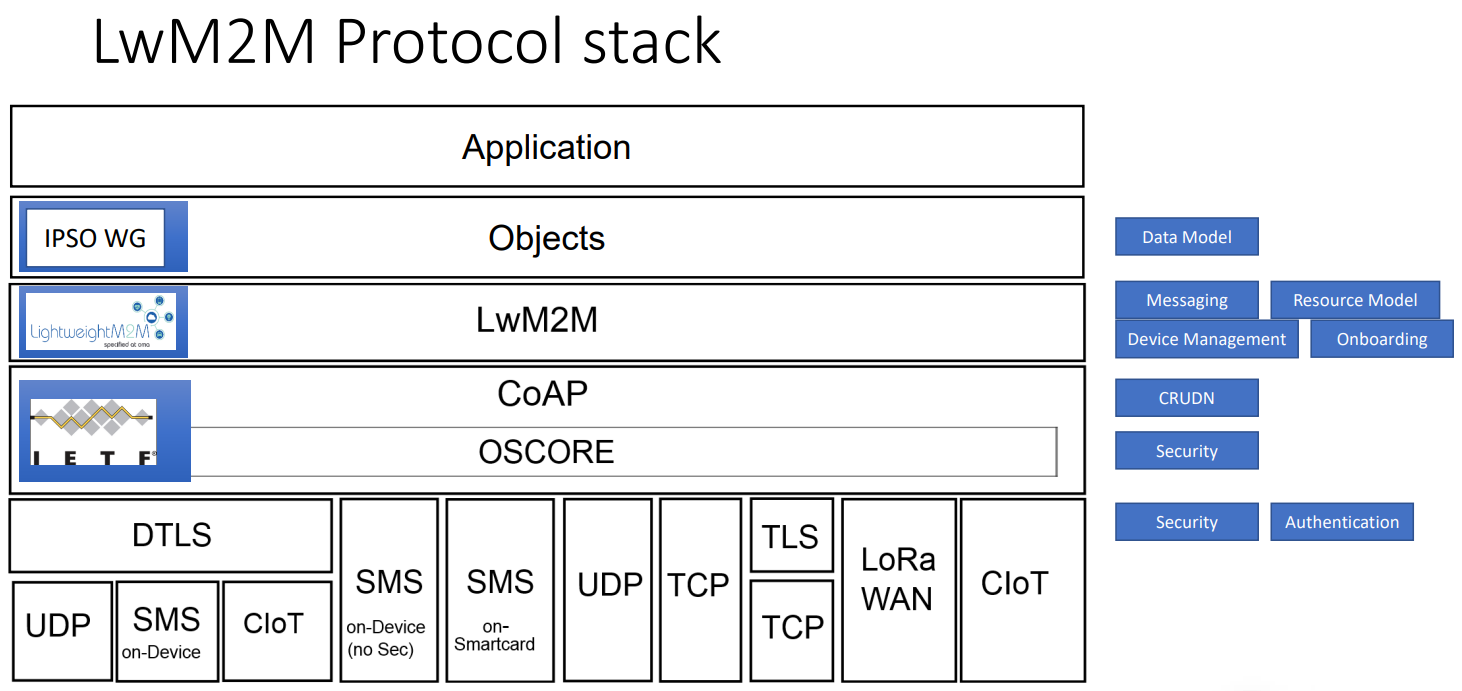 LwM2M Protocol stack
Application
IPSO WG
Objects
Data Model
LightweightM2M
specified at oma
LwM2M
Messaging
Resource Model
Device Management
Onboarding
I E T F®
CoAP
OSCORE
CRUDN
Security
DTLS
UDP
SMS
on-Device
CIoT
SMS
on-Device
(no Sec)
SMS
on-
Smartcard
UDP
TCP
TLS
TCP
LoRa
WAN
CIoT
Security
Authentication